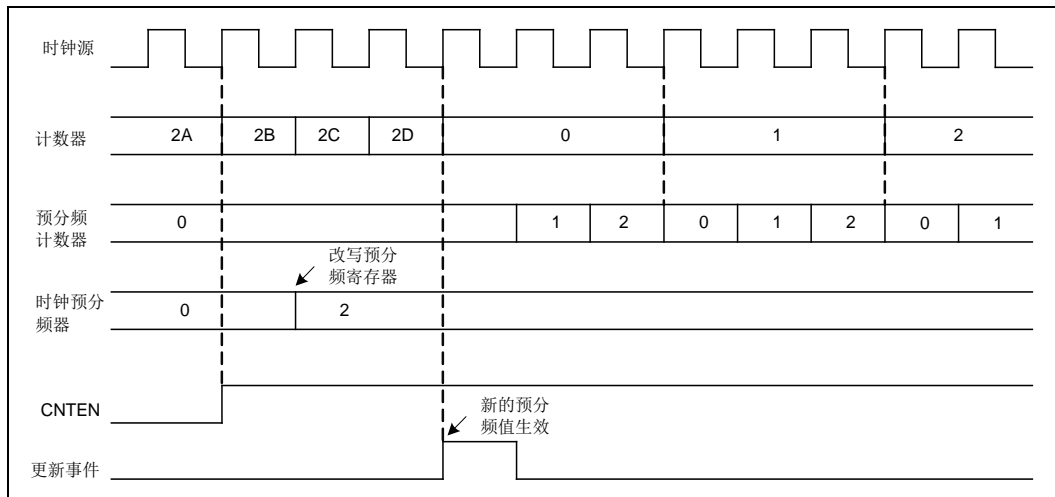 时钟源
计数器
2A 2B 2C 2D 0 1 2
预分频
计数器
0 1 2 0 1 2 0 1
改写预分
频寄存器
时钟预分
频器
0 2
CNTEN
新的预分
频值生效
更新事件